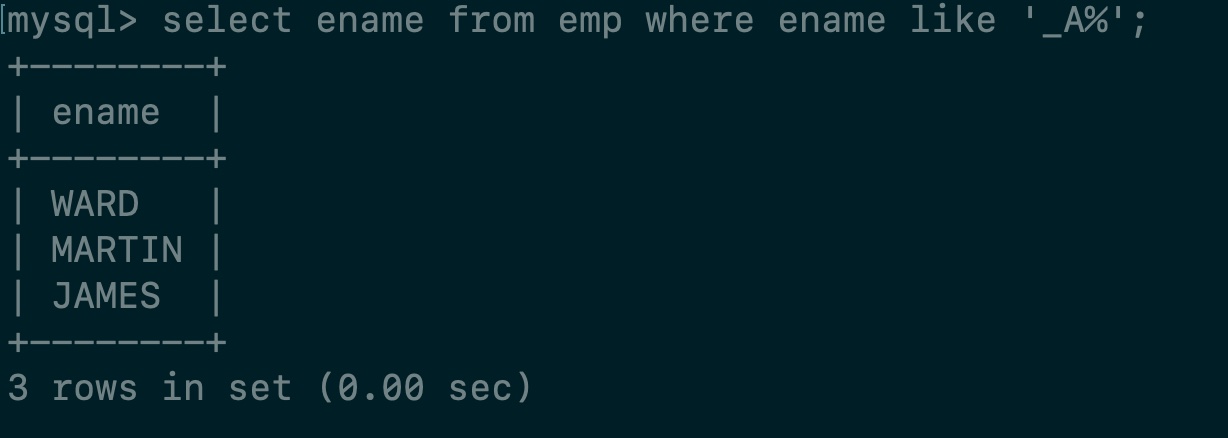 [mysql> select ename from emp where ename like '_A%';
+--------+
| ename  |
+--------+
| WARD   |
| MARTIN |
| JAMES  |
+--------+
3 rows in set (0.00 sec)